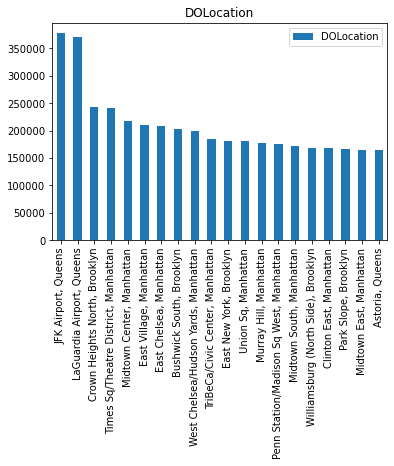 DOLocation
DOLocation
350000
300000
250000
200000
150000
100000
50000
0
JFK Airport, Queens
LaGuardia Airport, Queens
Crown Heights North, Brooklyn
Times Sq/Theatre District, Manhattan
Midtown Center, Manhattan
East Village, Manhattan
East Chelsea, Manhattan
Bushwick South, Brooklyn
West Chelsea/Hudson Yards, Manhattan
TriBeCa/Civic Center, Manhattan
East New York, Brooklyn
Union Sq, Manhattan
Murray Hill, Manhattan
Penn Station/Madison Sq West, Manhattan
Midtown South, Manhattan
Williamsburg (North Side), Brooklyn
Clinton East, Manhattan
Park Slope, Brooklyn
Midtown East, Manhattan
Astoria, Queens